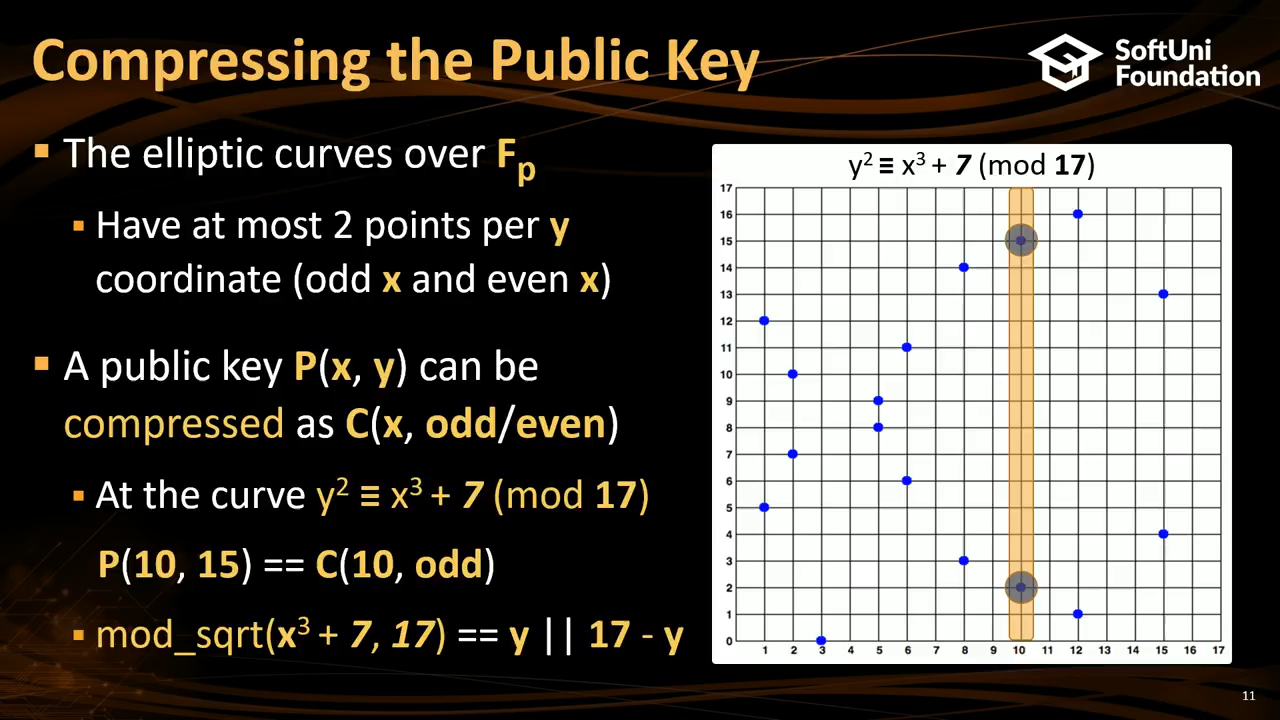 Compressing the Public Key
SoftUni
Foundation
The elliptic curves over Fₚ
Have at most 2 points per y
coordinate (odd x and even x)
A public key P(x, y) can be
compressed as C(x, odd/even)
At the curve y² ≡ x³ + 7 (mod 17)
P(10, 15) == C(10, odd)
mod_sqrt(x³ + 7, 17) == y || 17 - y
y² ≡ x³ + 7 (mod 17)
17
16
15
14
13
12
11
10
9
8
7
6
5
4
3
2
1
0
1 2 3 4 5 6 7 8 9 10 11 12 13 14 15 16 17
11